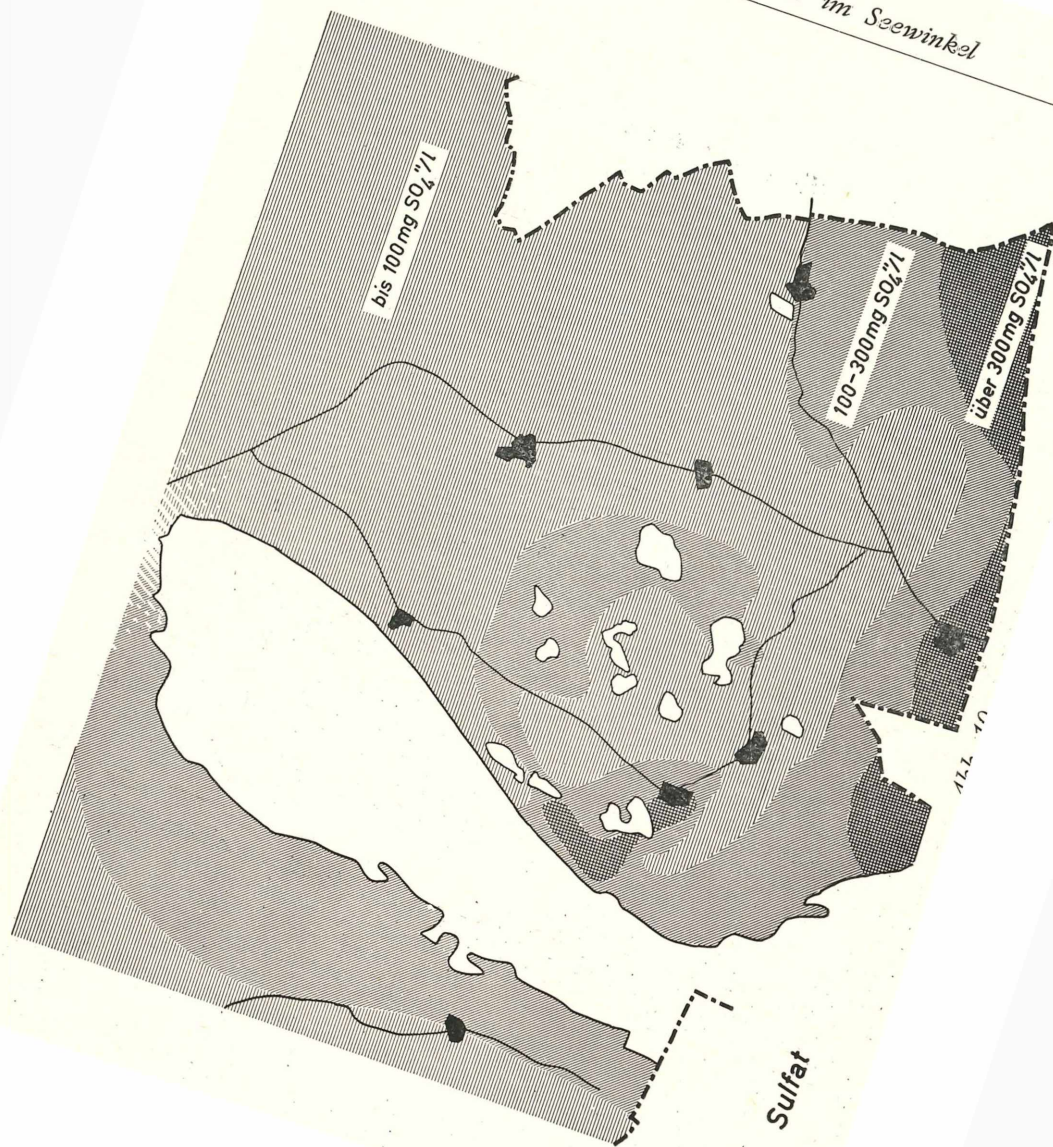 im Seewinkel
bis 100mg SO₄"/l
100-300mg SO₄"/l
über 300mg SO₄"/l
Sulfat